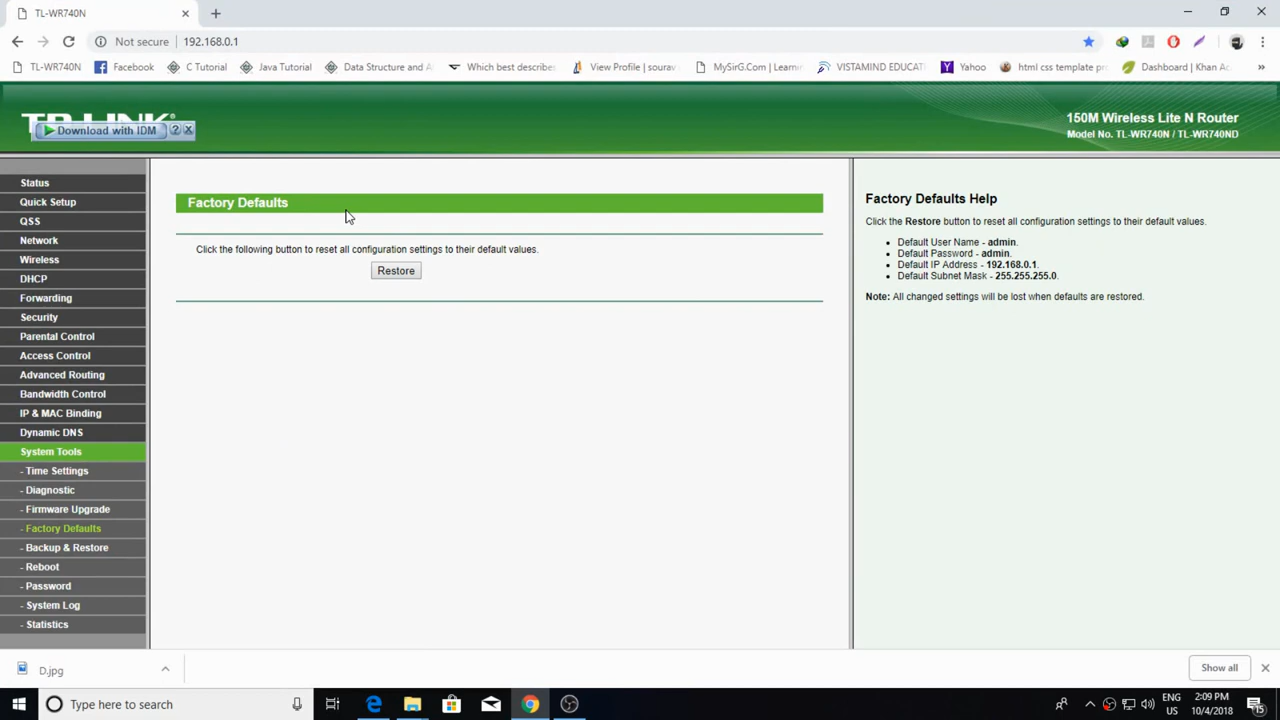 TL-WR740N
Not secure 192.168.0.1
TL-WR740N Facebook C Tutorial Java Tutorial Data Structure and Al Which best describe: View Profile | sourav MySirG.Com | Learni VISTAMIND EDUCAT Yahoo html css template pr Dashboard | Khan Ac »
TP-LINK
Download with IDM ?
150M Wireless Lite N Router
Model No. TL-WR740N / TL-WR740ND
Status
Quick Setup
QSS
Network
Wireless
DHCP
Forwarding
Security
Parental Control
Access Control
Advanced Routing
Bandwidth Control
IP & MAC Binding
Dynamic DNS
System Tools
- Time Settings
- Diagnostic
- Firmware Upgrade
- Factory Defaults
- Backup & Restore
- Reboot
- Password
- System Log
- Statistics
Factory Defaults
Click the following button to reset all configuration settings to their default values.
Restore
Factory Defaults Help
Click the Restore button to reset all configuration settings to their default values.
• Default User Name - admin.
• Default Password - admin.
• Default IP Address - 192.168.0.1.
• Default Subnet Mask - 255.255.255.0.
Note: All changed settings will be lost when defaults are restored.
D.jpg
Show all
Type here to search
ENG
2:09 PM
10/4/2018
15